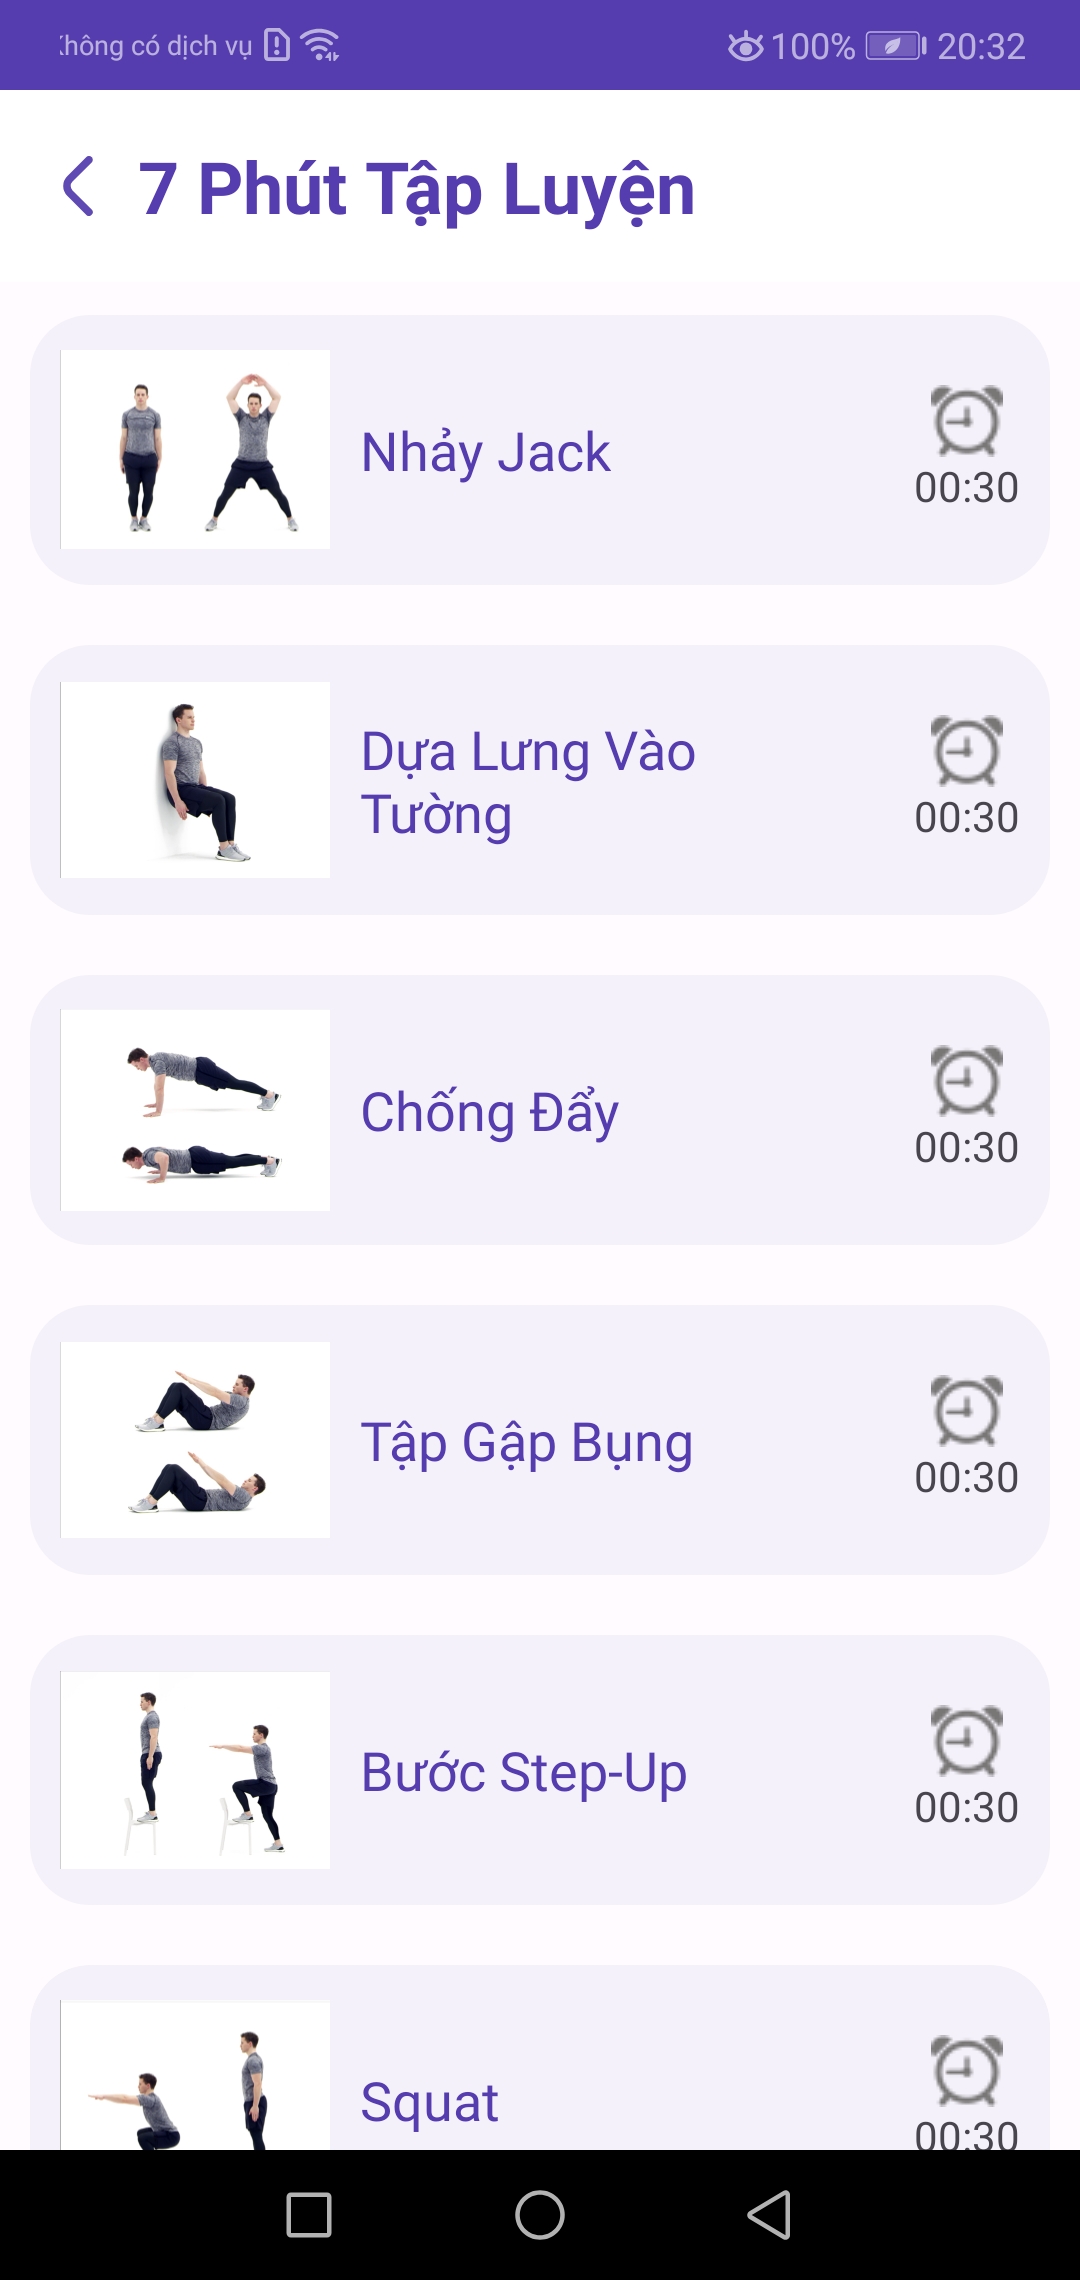 Không có dịch vụ 100% 20:32
7 Phút Tập Luyện
Nhảy Jack
00:30
Dựa Lưng Vào
Tường
00:30
Chống Đẩy
00:30
Tập Gập Bụng
00:30
Bước Step-Up
00:30
Squat
00:30